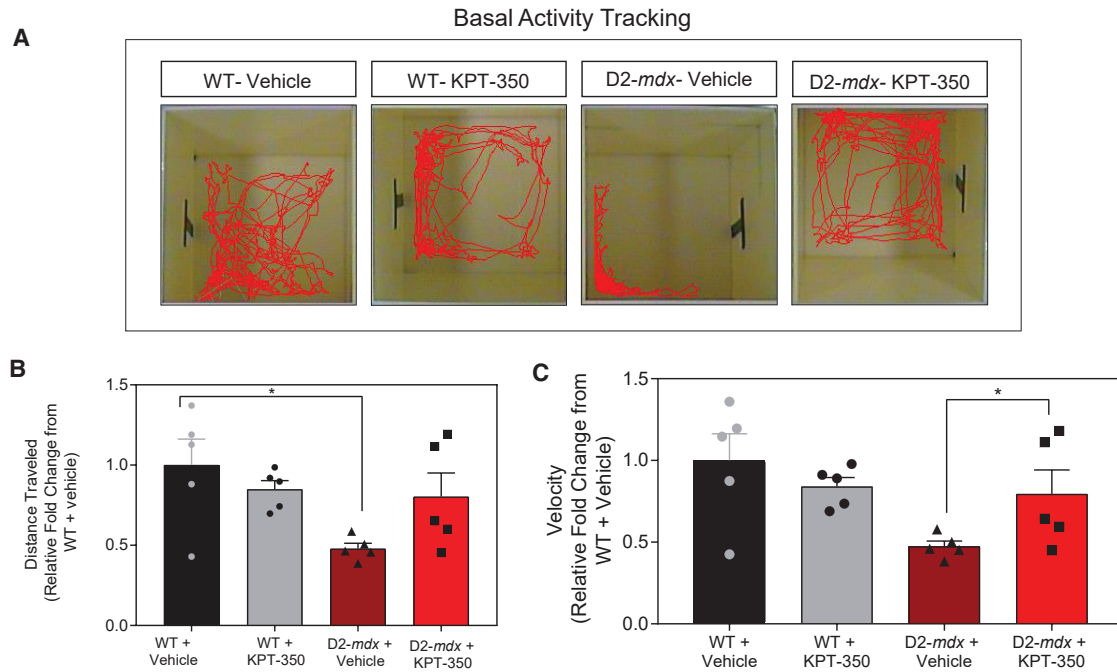 Basal Activity Tracking
A
WT- Vehicle
WT- KPT-350
D2-mdx- Vehicle
D2-mdx- KPT-350
B
Distance Traveled
(Relative Fold Change from
WT + vehicle)
1.5
1.0
0.5
0.0
*
WT +
Vehicle
WT +
KPT-350
D2-mdx +
Vehicle
D2-mdx +
KPT-350
C
Velocity
(Relative Fold Change from
WT + Vehicle)
1.5
1.0
0.5
0.0
*
WT +
Vehicle
WT +
KPT-350
D2-mdx +
Vehicle
D2-mdx +
KPT-350